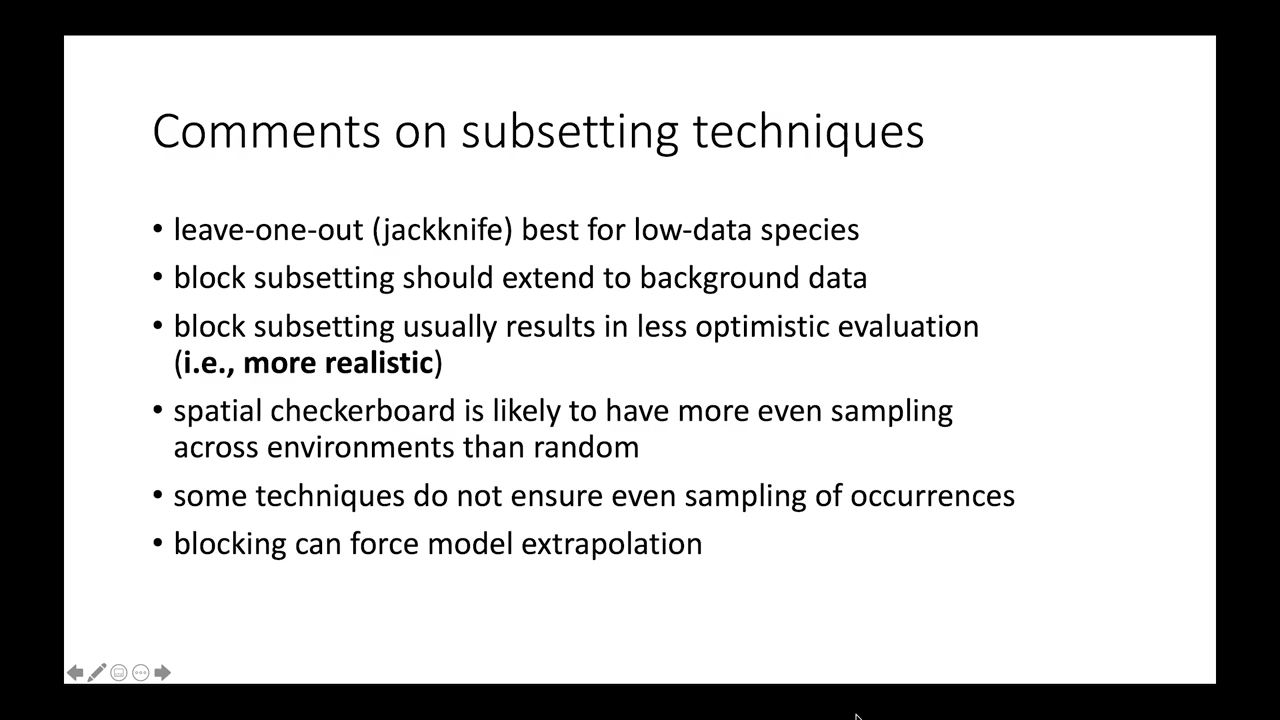 Comments on subsetting techniques
• leave-one-out (jackknife) best for low-data species
• block subsetting should extend to background data
• block subsetting usually results in less optimistic evaluation
(i.e., more realistic)
• spatial checkerboard is likely to have more even sampling
across environments than random
• some techniques do not ensure even sampling of occurrences
• blocking can force model extrapolation